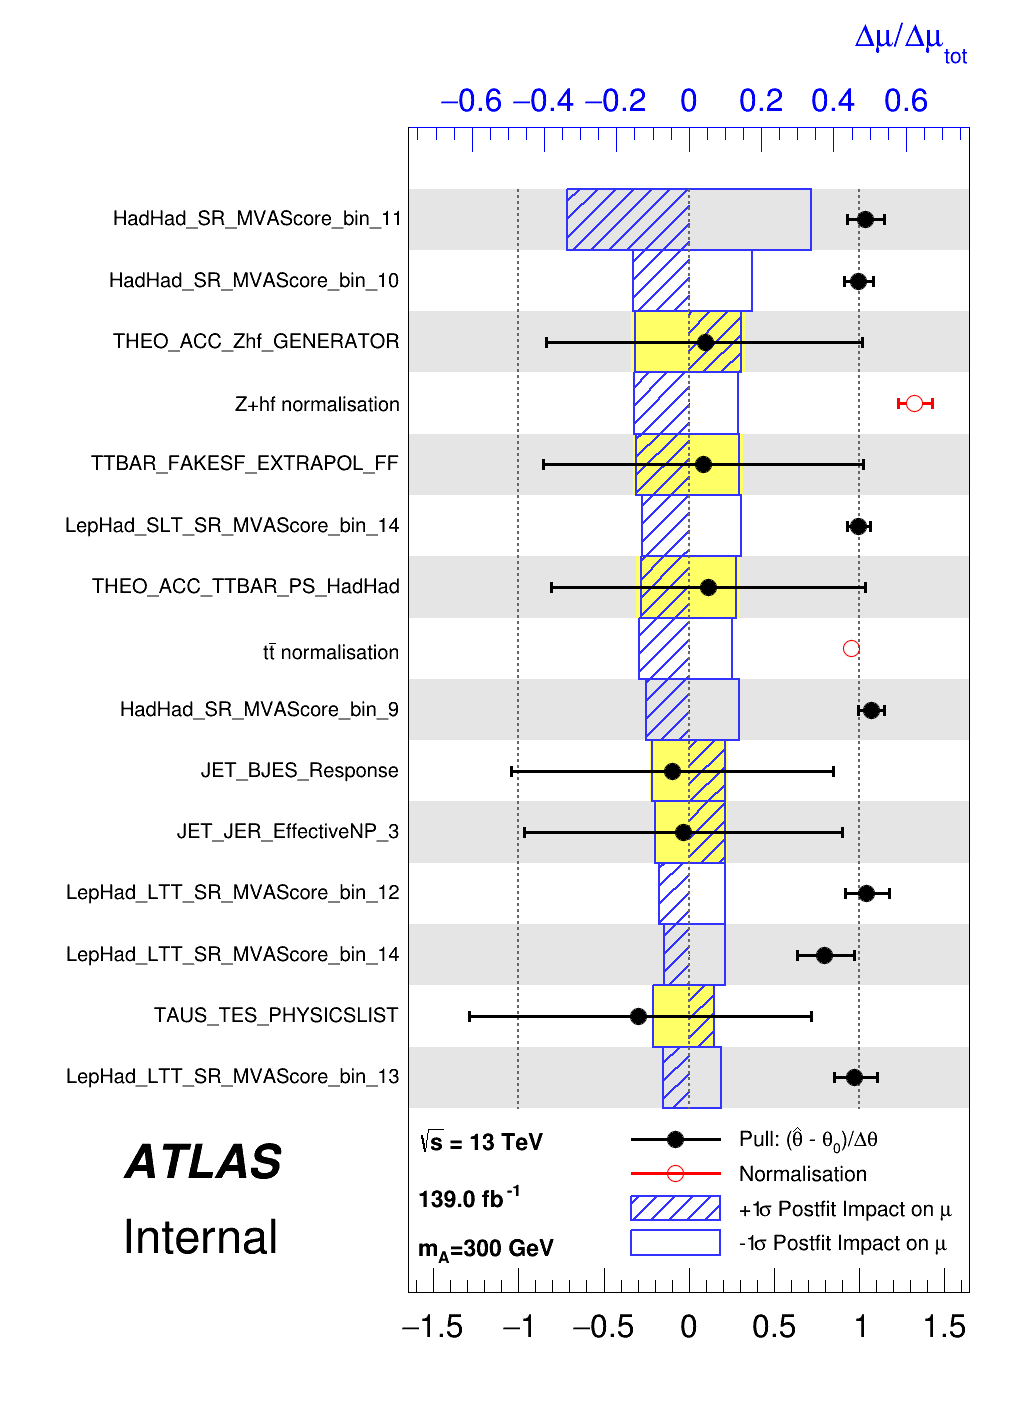 Δμ/Δμtot
−0.6 −0.4 −0.2 0 0.2 0.4 0.6
HadHad_SR_MVAScore_bin_11
HadHad_SR_MVAScore_bin_10
THEO_ACC_Zhf_GENERATOR
Z+hf normalisation
TTBAR_FAKESF_EXTRAPOL_FF
LepHad_SLT_SR_MVAScore_bin_14
THEO_ACC_TTBAR_PS_HadHad
tt̄ normalisation
HadHad_SR_MVAScore_bin_9
JET_BJES_Response
JET_JER_EffectiveNP_3
LepHad_LTT_SR_MVAScore_bin_12
LepHad_LTT_SR_MVAScore_bin_14
TAUS_TES_PHYSICSLIST
LepHad_LTT_SR_MVAScore_bin_13
ATLAS
Internal
√s = 13 TeV
139.0 fb⁻¹
mA=300 GeV
Pull: (θ̂ - θ₀)/Δθ
Normalisation
+1σ Postfit Impact on μ
-1σ Postfit Impact on μ
−1.5 −1 −0.5 0 0.5 1 1.5